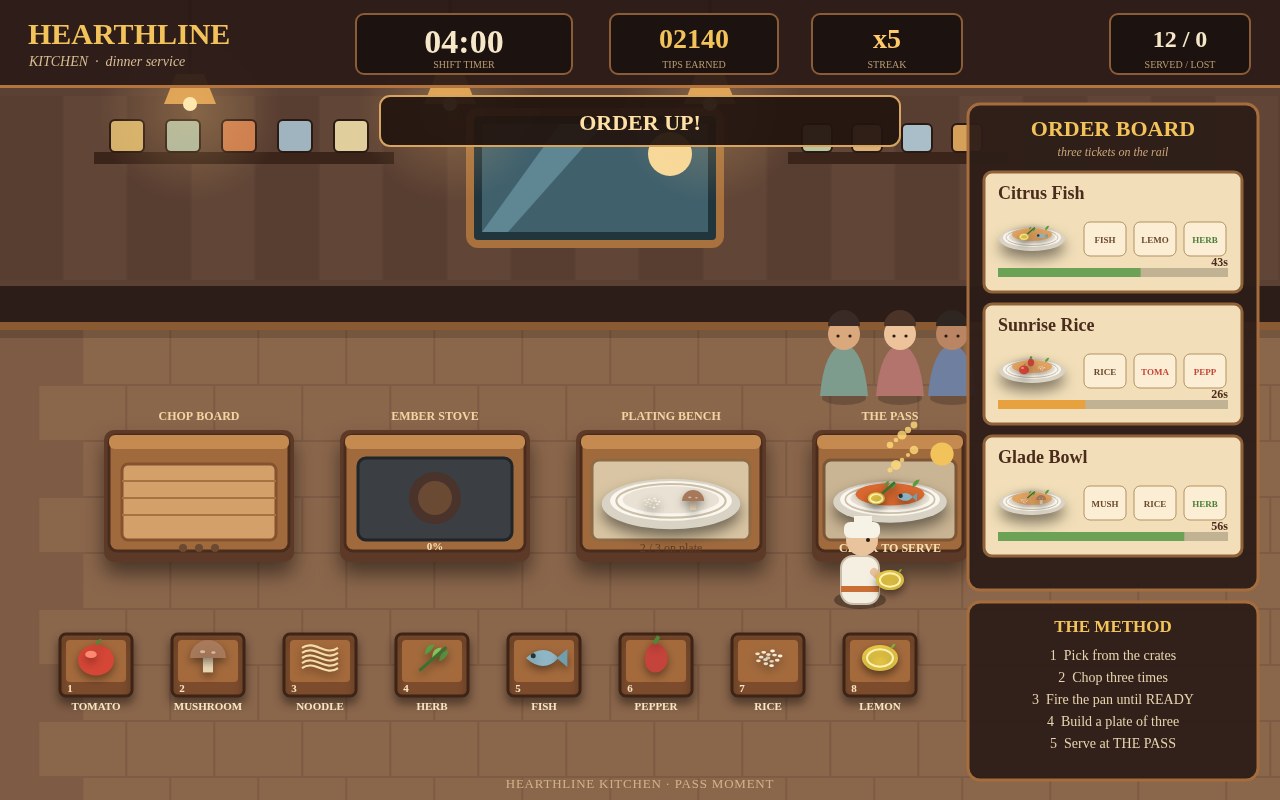 HEARTHLINE
KITCHEN · dinner service
04:00
SHIFT TIMER
02140
TIPS EARNED
x5
STREAK
12 / 0
SERVED / LOST
ORDER UP!
ORDER BOARD
three tickets on the rail
Citrus Fish
FISH
LEMO
HERB
43s
Sunrise Rice
RICE
TOMA
PEPP
26s
Glade Bowl
MUSH
RICE
HERB
56s
CHOP BOARD
EMBER STOVE
PLATING BENCH
THE PASS
0%
2 / 3 on plate
TO SERVE
1
TOMATO
2
MUSHROOM
3
NOODLE
4
HERB
5
FISH
6
PEPPER
7
RICE
8
LEMON
THE METHOD
1 Pick from the crates
2 Chop three times
3 Fire the pan until READY
4 Build a plate of three
5 Serve at THE PASS
HEARTHLINE KITCHEN · PASS MOMENT